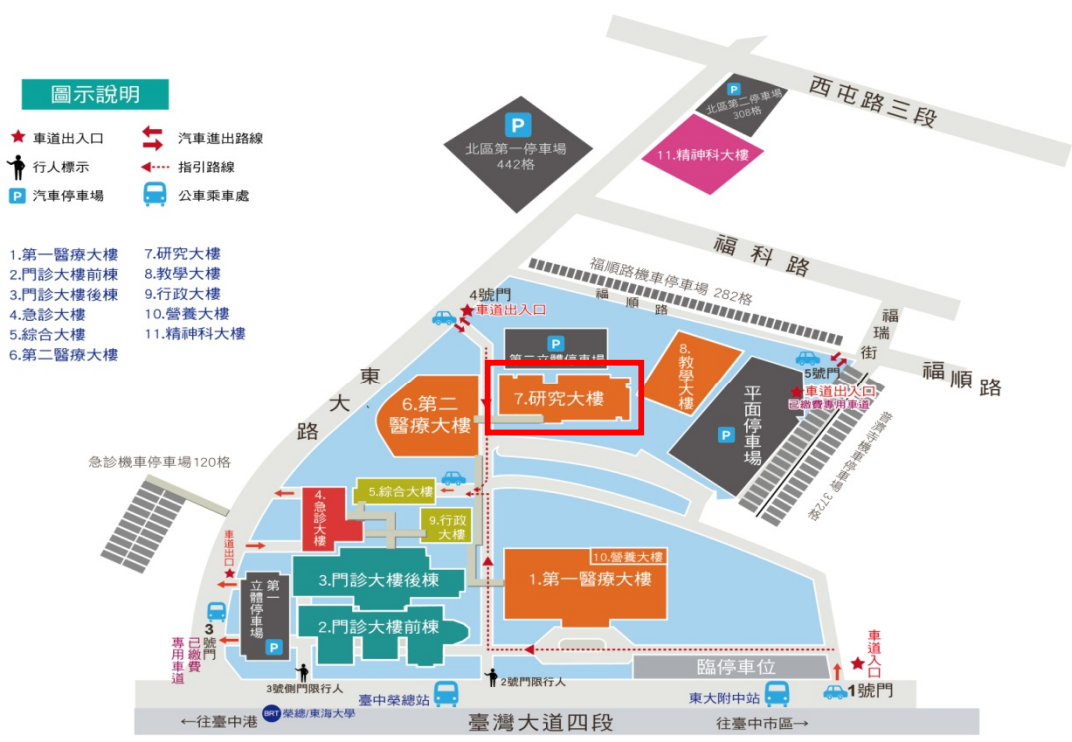 圖示說明
車道出入口
汽車進出路線
行人標示
指引路線
P 汽車停車場
公車乘車處
1.第一醫療大樓
2.門診大樓前棟
3.門診大樓後棟
4.急診大樓
5.綜合大樓
6.第二醫療大樓
7.研究大樓
8.教學大樓
9.行政大樓
10.營養大樓
11.精神科大樓
西屯路三段
P
北區第二停車場
308格
P
北區第一停車場
442格
11.精神科大樓
福科路
福順路機車停車場 282格
福順路
福瑞街
福順路
4號門
車道出入口
P
第二立體停車場
7.研究大樓
8.教學大樓
5號門
車道出入口
已繳費專用車道
平面停車場
P
普濟寺機車停車場 372格
東大路
6.第二
醫療大樓
急診機車停車場120格
5.綜合大樓
4.急診大樓
9.行政
大樓
車道出口
10.營養大樓
1.第一醫療大樓
3.門診大樓後棟
2.門診大樓前棟
第一
立體停車場
P
3號門
已繳費
專用車道
車道入口
臨停車位
1號門
3號側門限行人
2號門限行人
臺中榮總站
東大附中站
BRT 榮總/東海大學
←往臺中港
臺灣大道四段
往臺中市區→